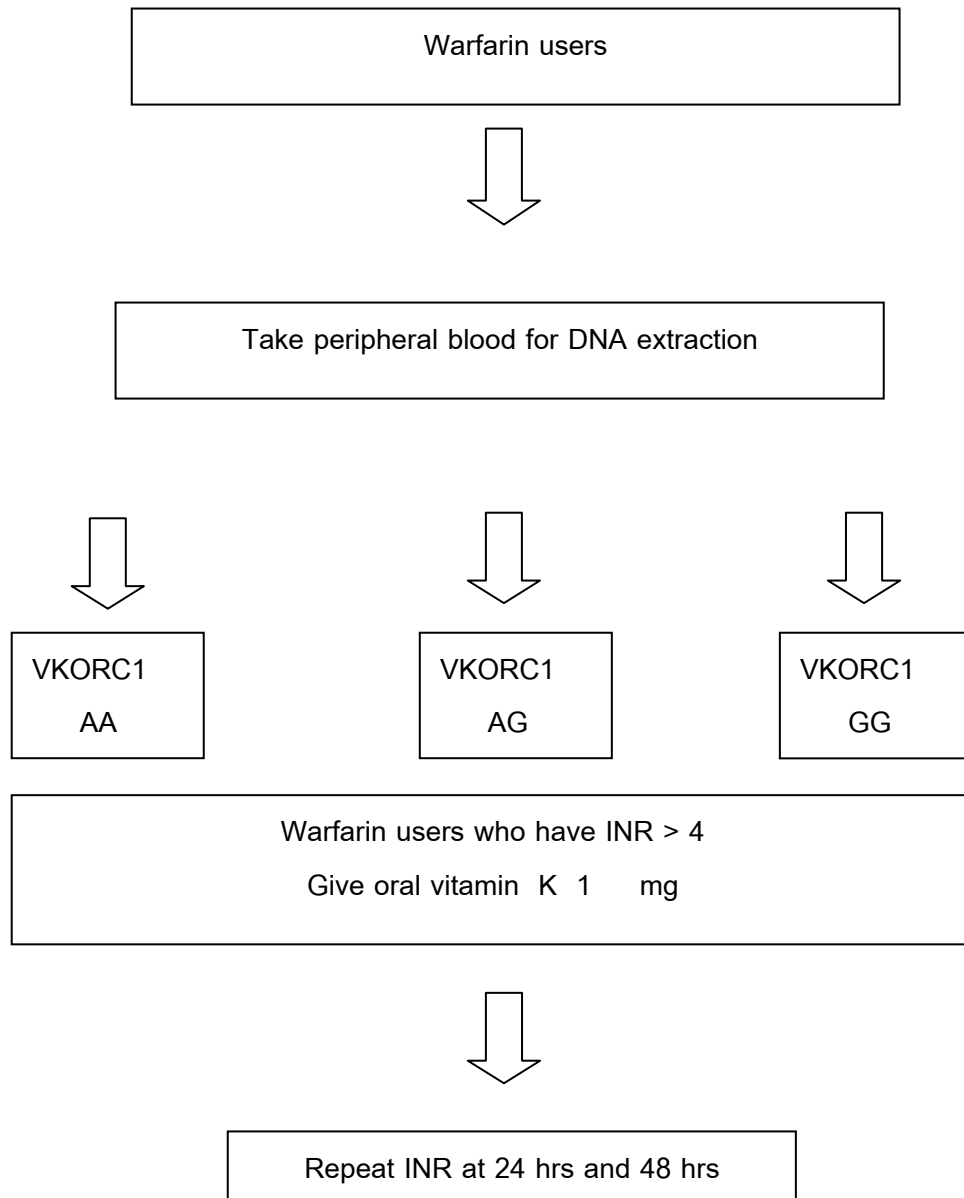 Warfarin users
Take peripheral blood for DNA extraction
VKORC1
AA
VKORC1
AG
VKORC1
GG
Warfarin users who have INR > 4
Give oral vitamin K 1 mg
Repeat INR at 24 hrs and 48 hrs